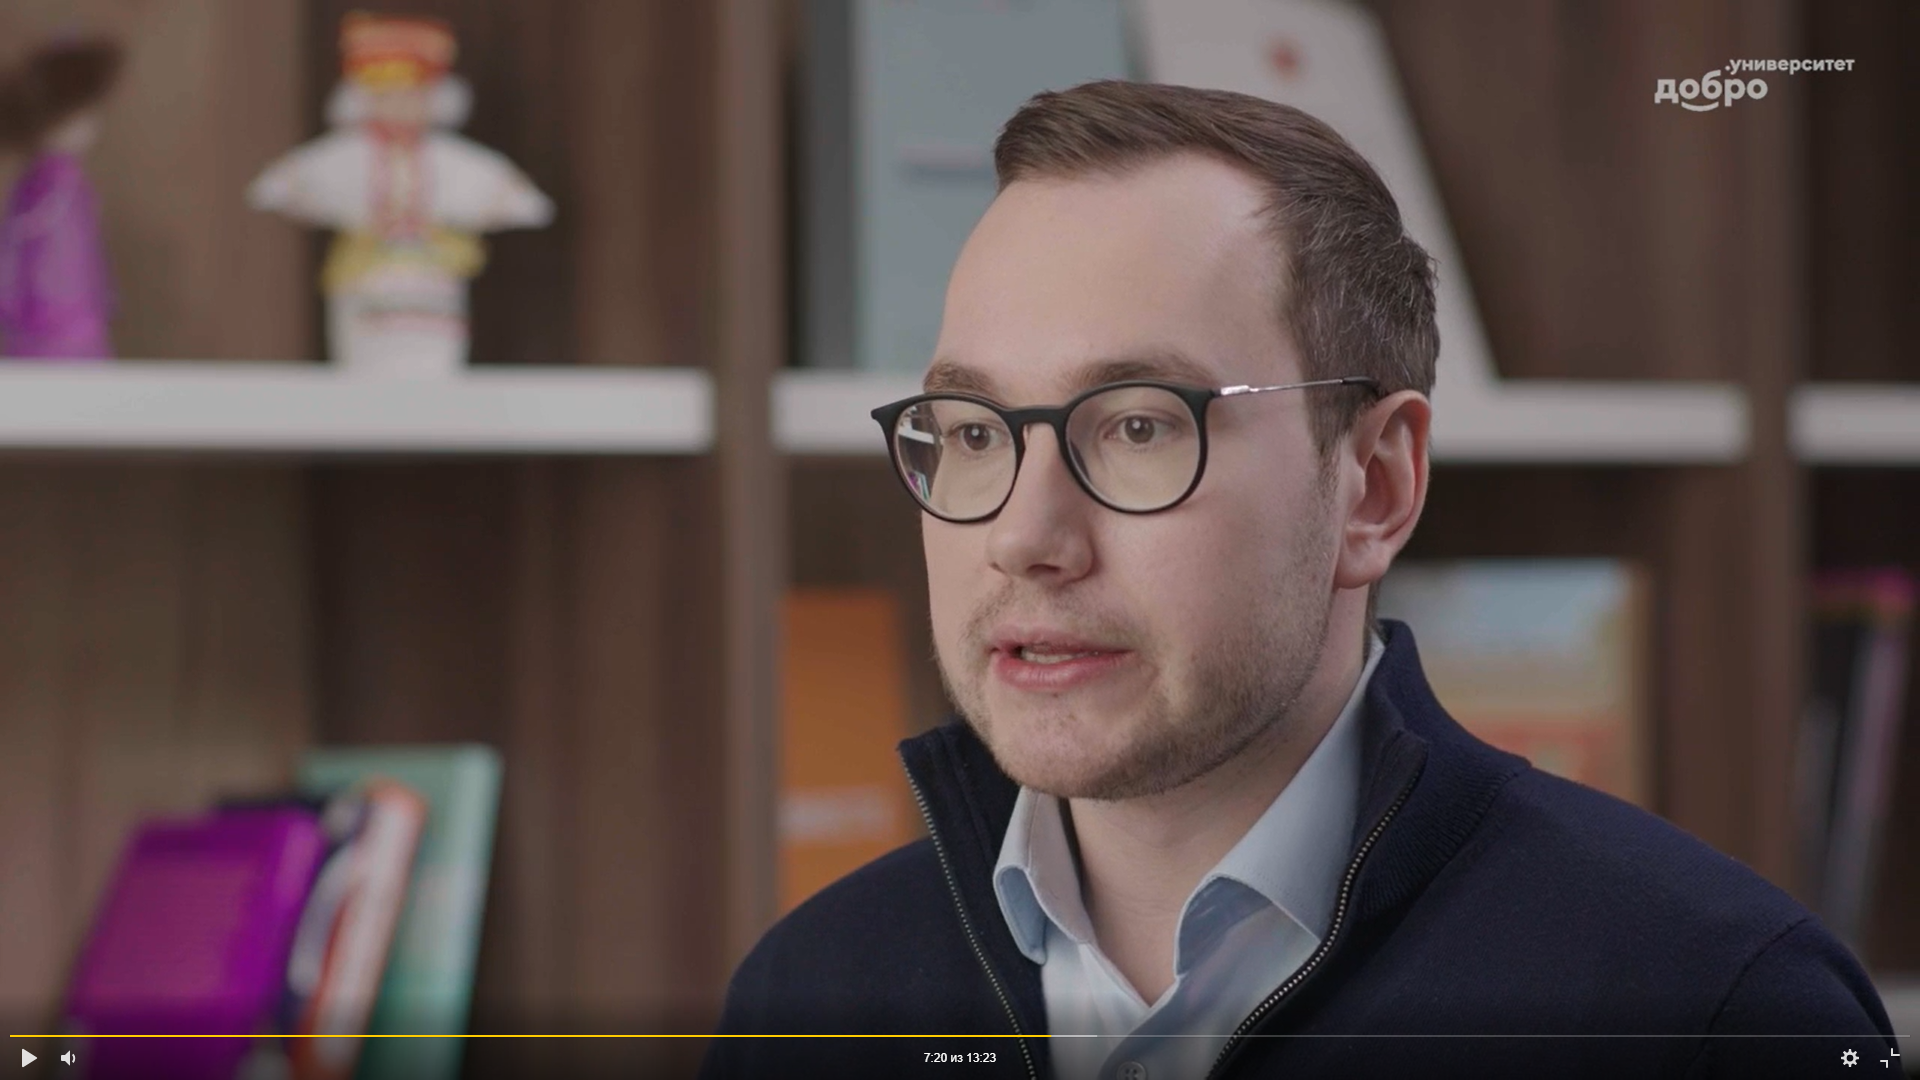 .университет
добро
7:20 из 13:23